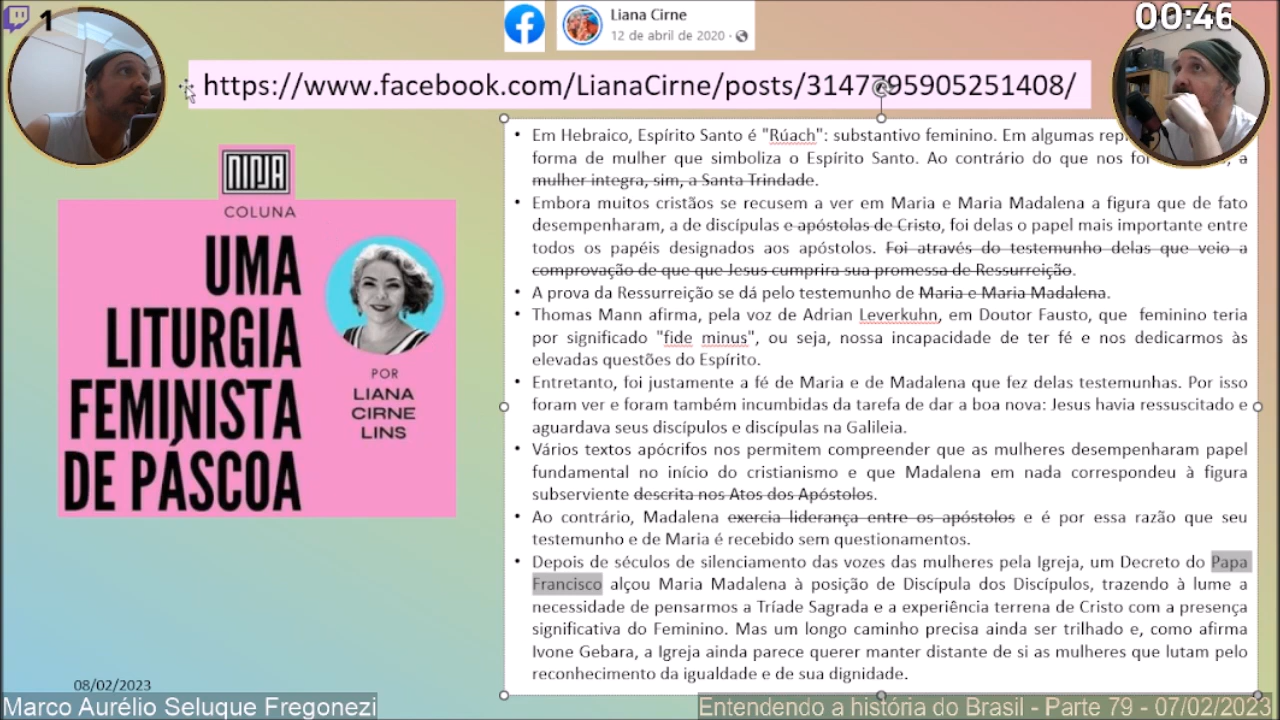 1
Liana Cirne
12 de abril de 2020 ·
00:46
https://www.facebook.com/LianaCirne/posts/3147795905251408/
NINJA
COLUNA
UMA
LITURGIA
FEMINISTA
DE PÁSCOA
POR
LIANA
CIRNE
LINS
• Em Hebraico, Espírito Santo é "Rúach": substantivo feminino. Em algumas
forma de mulher que simboliza o Espírito Santo. Ao contrário do que nos a
mulher integra, sim, a Santa Trindade.
• Embora muitos cristãos se recusem a ver em Maria e Maria Madalena a figura que de fato
desempenharam, a de discípulas e apóstolas de Cristo, foi delas o papel mais importante entre
todos os papéis designados aos apóstolos. Foi através do testemunho delas que veio a
comprovação de que que Jesus cumprira sua promessa de Ressurreição.
• A prova da Ressurreição se dá pelo testemunho de Maria e Maria Madalena.
• Thomas Mann afirma, pela voz de Adrian Leverkuhn, em Doutor Fausto, que feminino teria
por significado "fide minus", ou seja, nossa incapacidade de ter fé e nos dedicarmos às
elevadas questões do Espírito.
• Entretanto, foi justamente a fé de Maria e de Madalena que fez delas testemunhas. Por isso
foram ver e foram também incumbidas da tarefa de dar a boa nova: Jesus havia ressuscitado e
aguardava seus discípulos e discípulas na Galileia.
• Vários textos apócrifos nos permitem compreender que as mulheres desempenharam papel
fundamental no início do cristianismo e que Madalena em nada correspondeu à figura
subserviente descrita nos Atos dos Apóstolos.
• Ao contrário, Madalena exercia liderança entre os apóstolos e é por essa razão que seu
testemunho e de Maria é recebido sem questionamentos.
• Depois de séculos de silenciamento das vozes das mulheres pela Igreja, um Decreto do Papa
Francisco alçou Maria Madalena à posição de Discípula dos Discípulos, trazendo à lume a
necessidade de pensarmos a Tríade Sagrada e a experiência terrena de Cristo com a presença
significativa do Feminino. Mas um longo caminho precisa ainda ser trilhado e, como afirma
Ivone Gebara, a Igreja ainda parece querer manter distante de si as mulheres que lutam pelo
reconhecimento da igualdade e de sua dignidade.
08/02/2023
Marco Aurélio Seluque Fregonezi
Entendendo a história do Brasil - Parte 79 - 07/02/2023